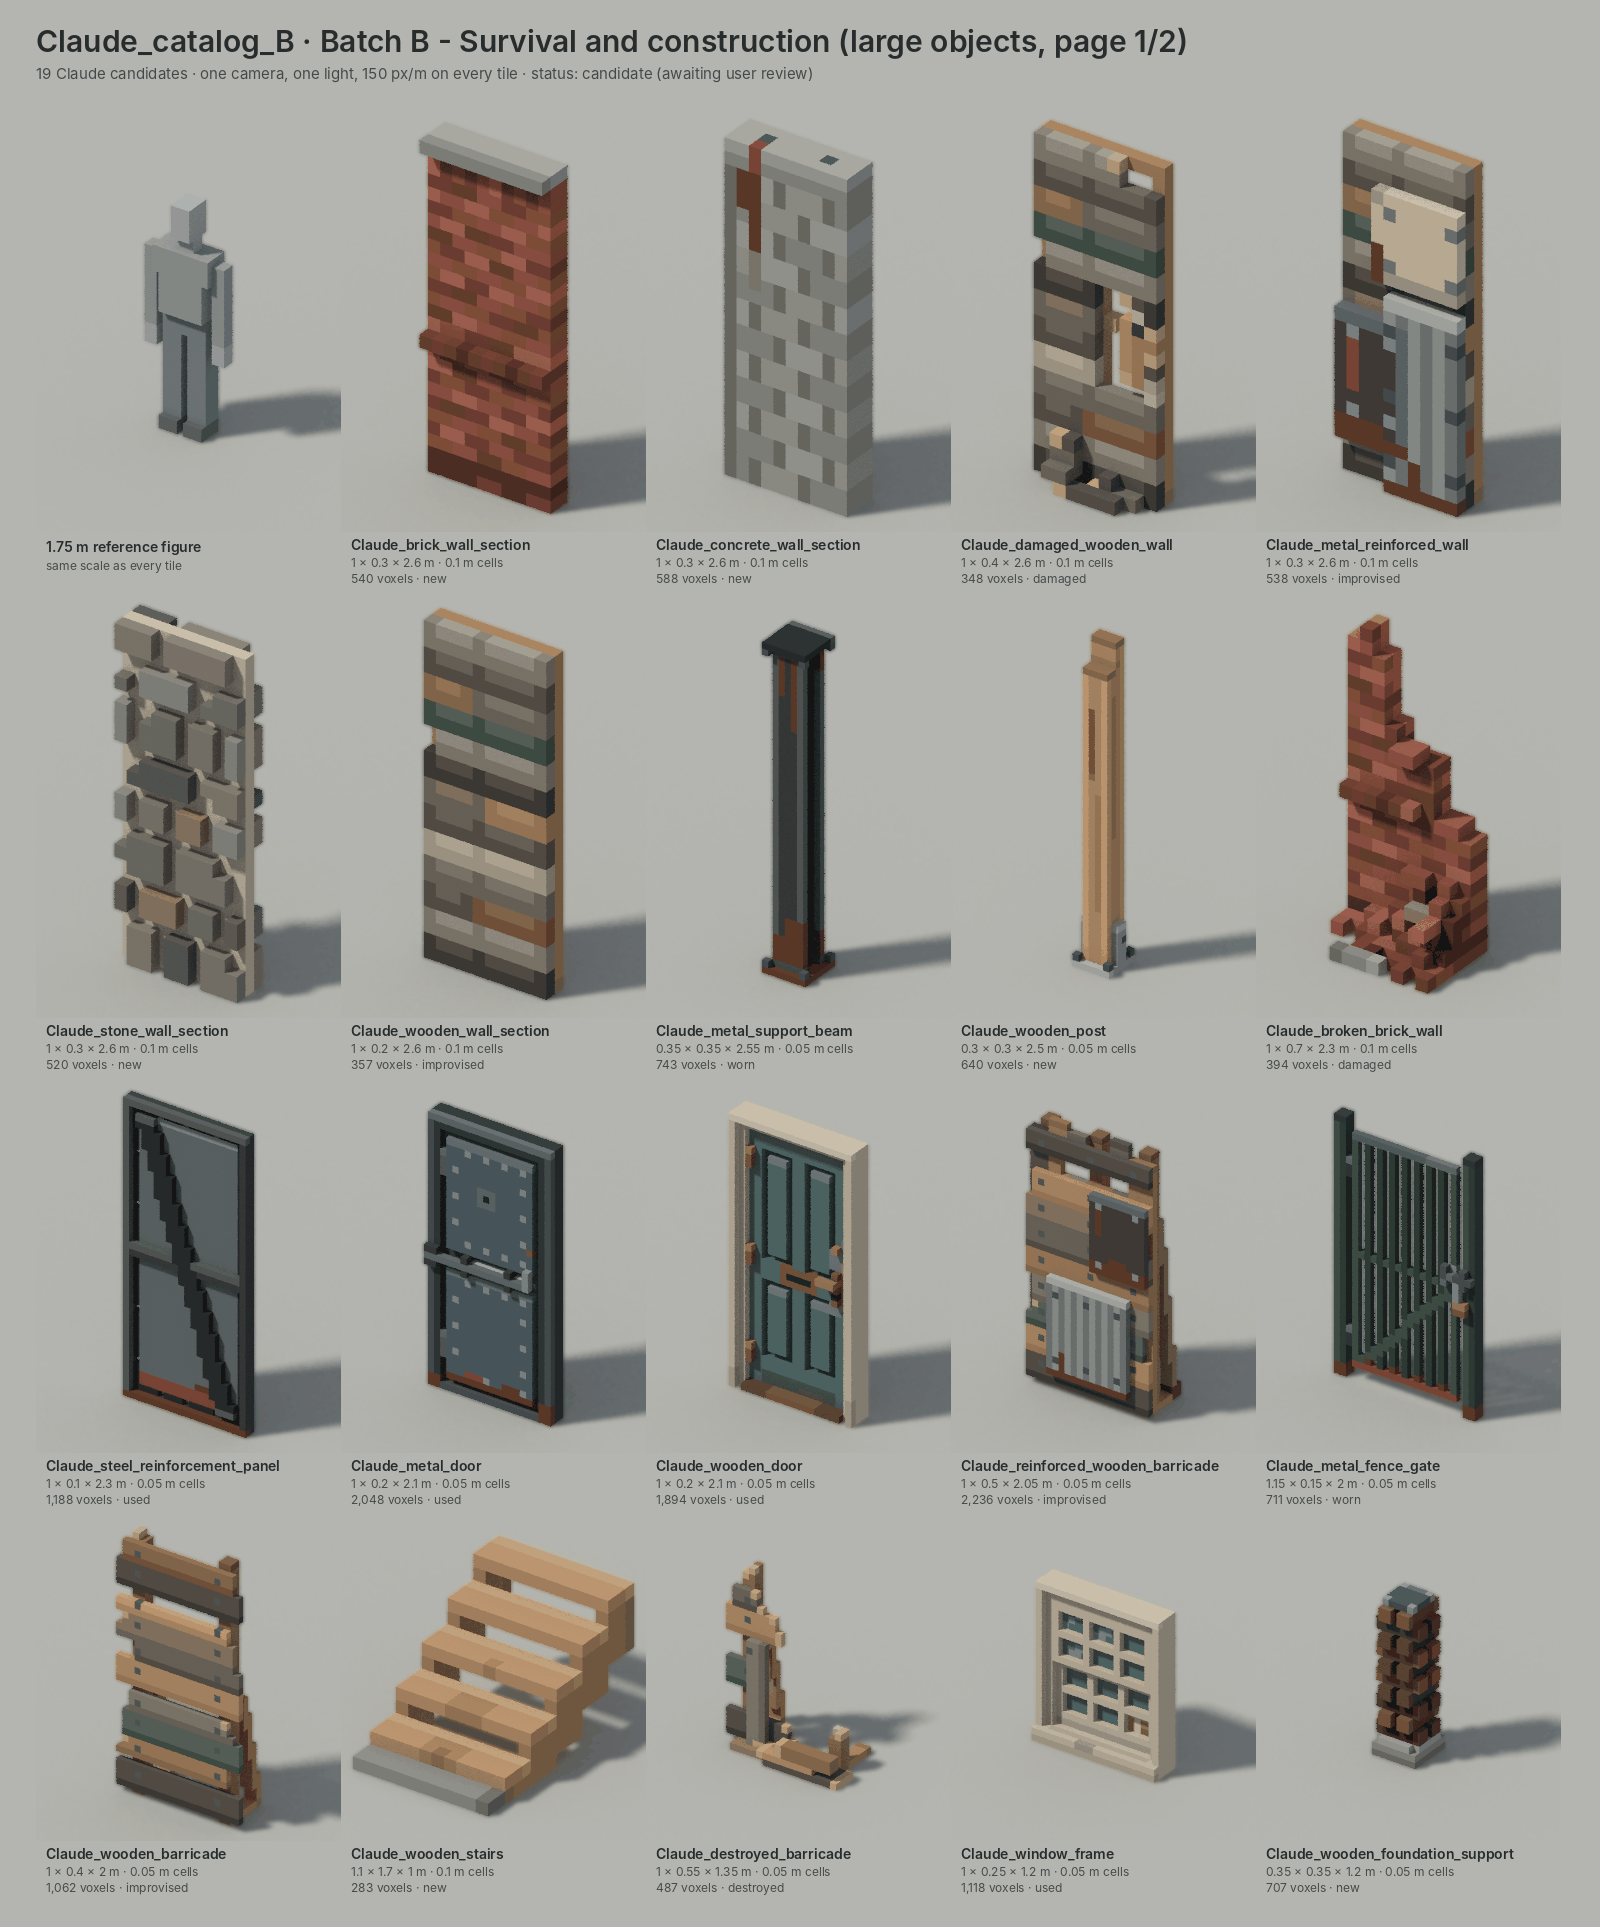 Claude_catalog_B · Batch B - Survival and construction (large objects, page 1/2)
19 Claude candidates · one camera, one light, 150 px/m on every tile · status: candidate (awaiting user review)
1.75 m reference figure
same scale as every tile
Claude_brick_wall_section
1 × 0.3 × 2.6 m · 0.1 m cells
540 voxels · new
Claude_concrete_wall_section
1 × 0.3 × 2.6 m · 0.1 m cells
588 voxels · new
Claude_damaged_wooden_wall
1 × 0.4 × 2.6 m · 0.1 m cells
348 voxels · damaged
Claude_metal_reinforced_wall
1 × 0.3 × 2.6 m · 0.1 m cells
538 voxels · improvised
Claude_stone_wall_section
1 × 0.3 × 2.6 m · 0.1 m cells
520 voxels · new
Claude_wooden_wall_section
1 × 0.2 × 2.6 m · 0.1 m cells
357 voxels · improvised
Claude_metal_support_beam
0.35 × 0.35 × 2.55 m · 0.05 m cells
743 voxels · worn
Claude_wooden_post
0.3 × 0.3 × 2.5 m · 0.05 m cells
640 voxels · new
Claude_broken_brick_wall
1 × 0.7 × 2.3 m · 0.1 m cells
394 voxels · damaged
Claude_steel_reinforcement_panel
1 × 0.1 × 2.3 m · 0.05 m cells
1,188 voxels · used
Claude_metal_door
1 × 0.2 × 2.1 m · 0.05 m cells
2,048 voxels · used
Claude_wooden_door
1 × 0.2 × 2.1 m · 0.05 m cells
1,894 voxels · used
Claude_reinforced_wooden_barricade
1 × 0.5 × 2.05 m · 0.05 m cells
2,236 voxels · improvised
Claude_metal_fence_gate
1.15 × 0.15 × 2 m · 0.05 m cells
711 voxels · worn
Claude_wooden_barricade
1 × 0.4 × 2 m · 0.05 m cells
1,062 voxels · improvised
Claude_wooden_stairs
1.1 × 1.7 × 1 m · 0.1 m cells
283 voxels · new
Claude_destroyed_barricade
1 × 0.55 × 1.35 m · 0.05 m cells
487 voxels · destroyed
Claude_window_frame
1 × 0.25 × 1.2 m · 0.05 m cells
1,118 voxels · used
Claude_wooden_foundation_support
0.35 × 0.35 × 1.2 m · 0.05 m cells
707 voxels · new